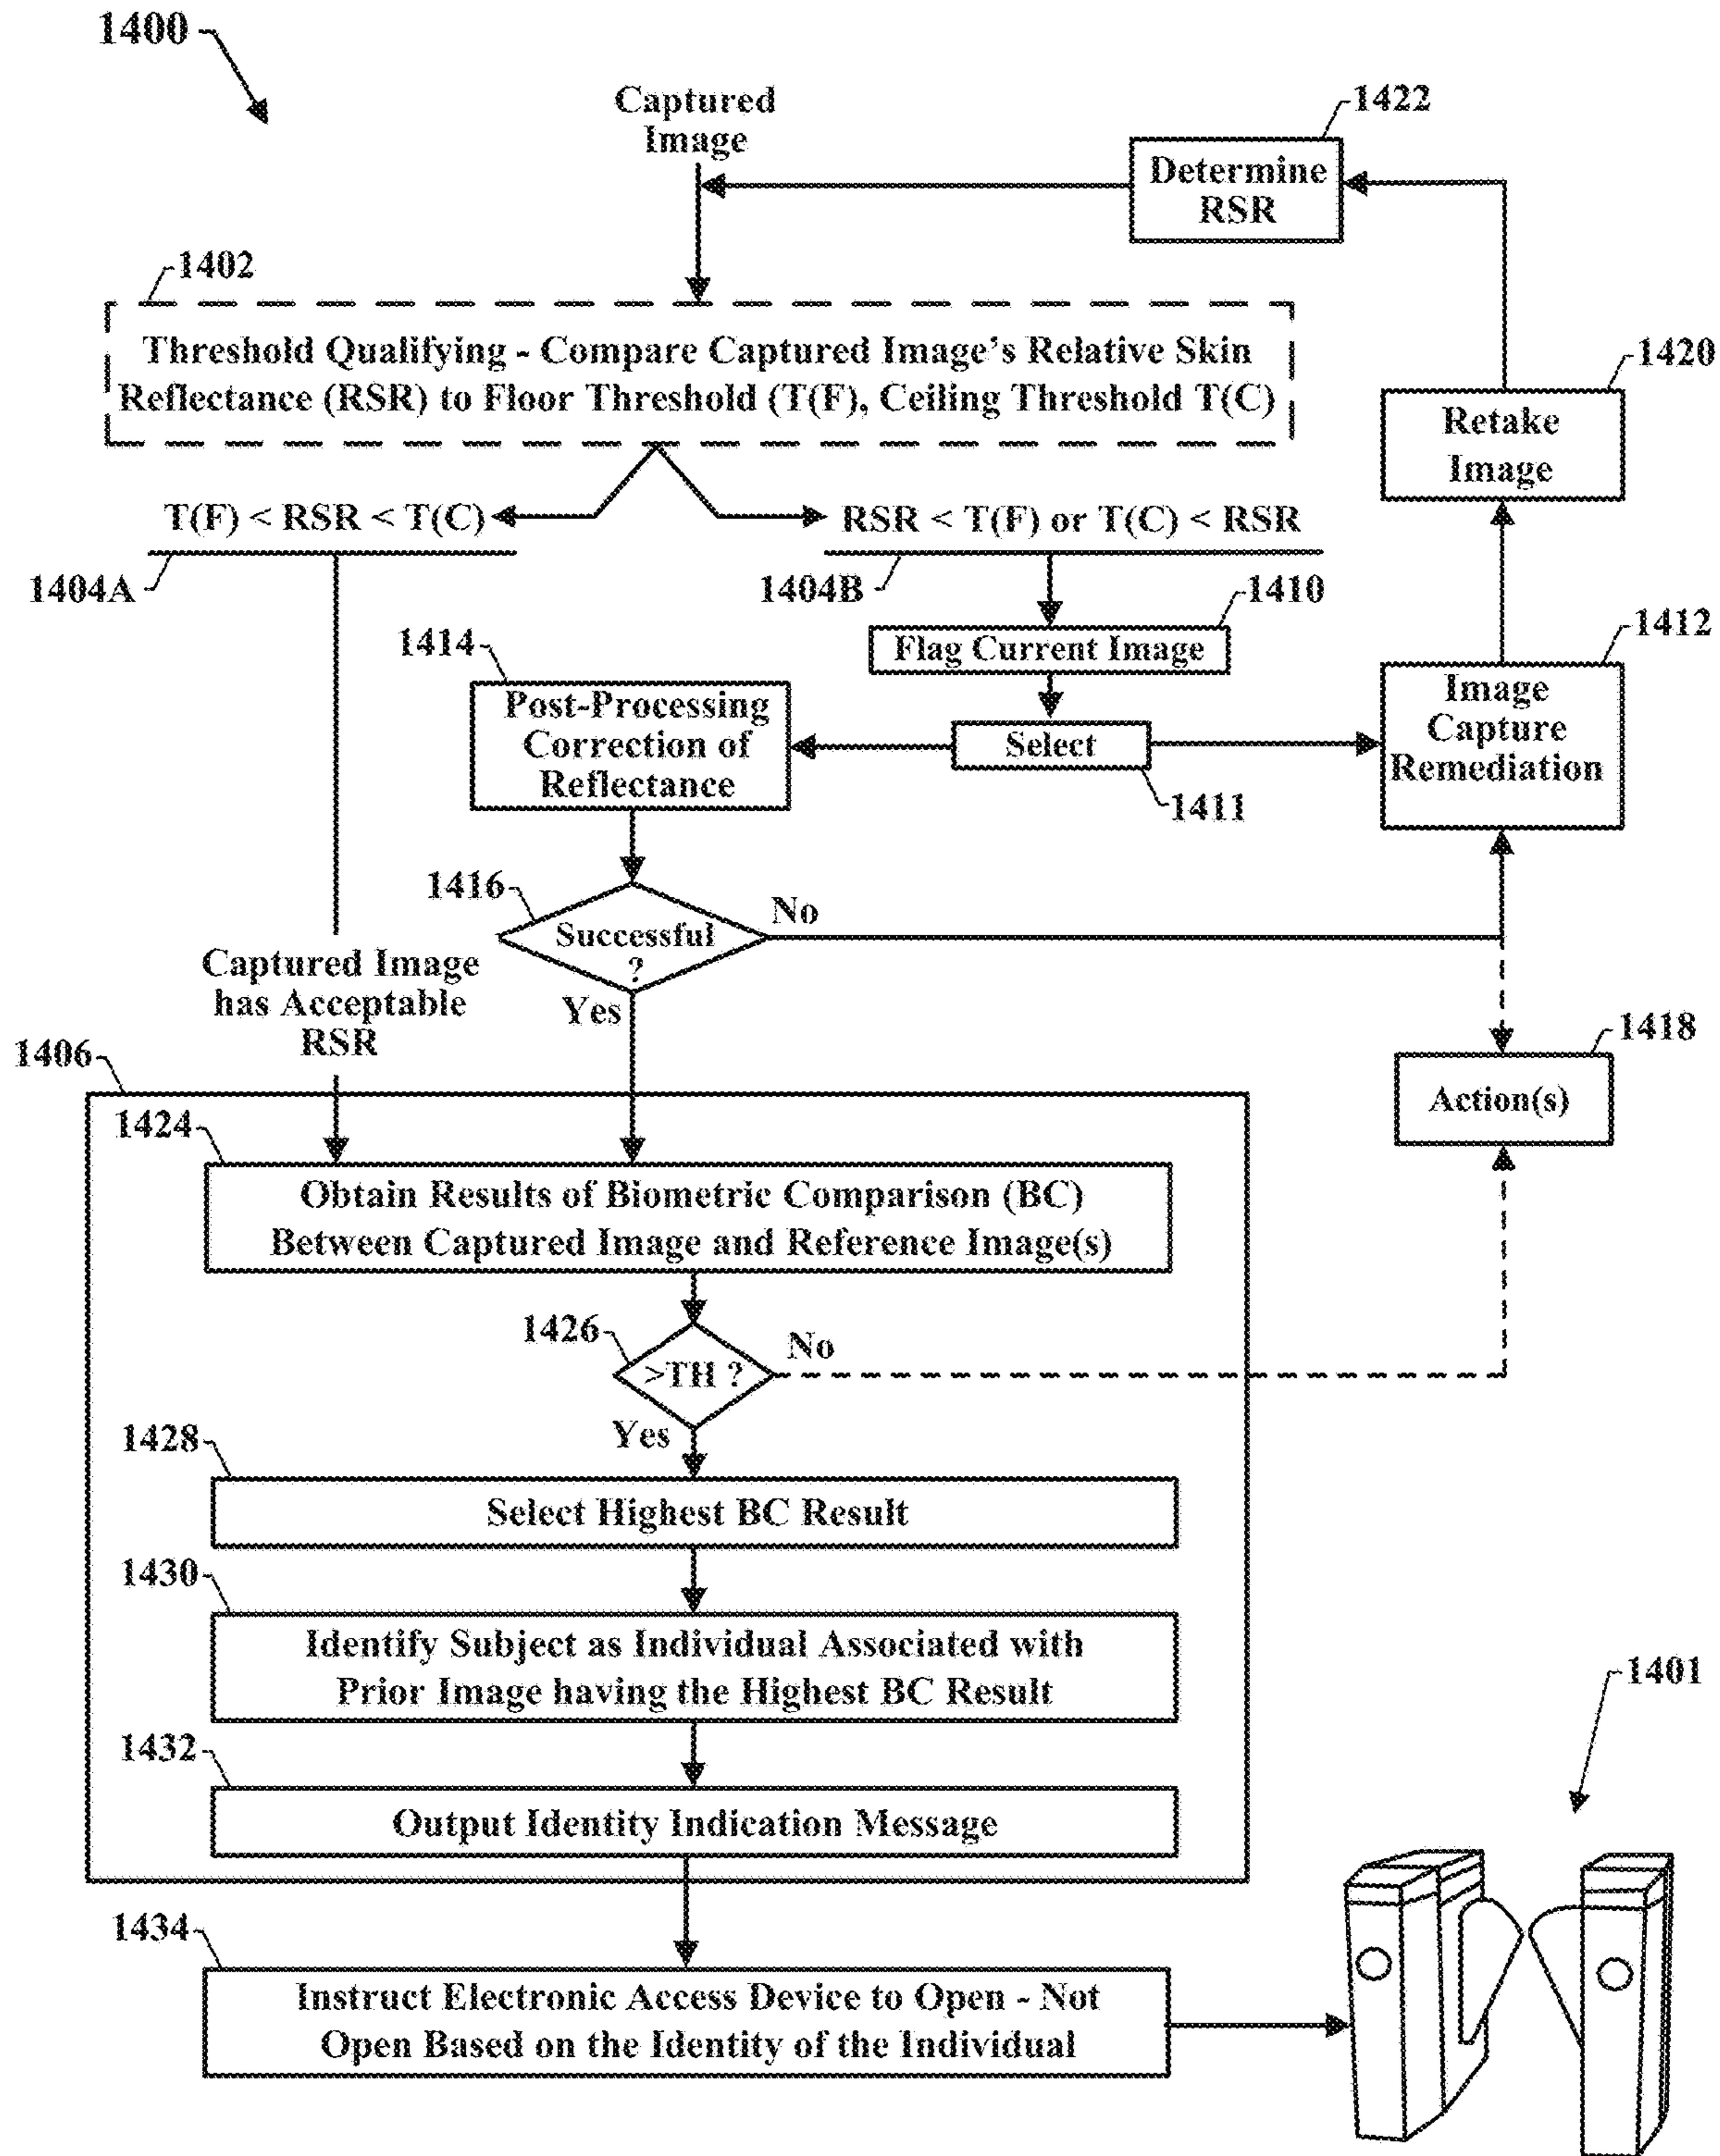 1400
Captured
Image
1422
Determine
RSR
1402
Threshold Qualifying - Compare Captured Image's Relative Skin
Reflectance (RSR) to Floor Threshold (T(F), Ceiling Threshold T(C)
1420
Retake
Image
T(F) < RSR < T(C)
RSR < T(F) or T(C) < RSR
1404A
1404B
1410
Flag Current Image
1412
Image
Capture
Remediation
1414
Post-Processing
Correction of
Reflectance
Select
1411
1416
Successful
?
No
Yes
Captured Image
has Acceptable
RSR
1418
Action(s)
1406
1424
Obtain Results of Biometric Comparison (BC)
Between Captured Image and Reference Image(s)
1426
>TH ?
No
Yes
1428
Select Highest BC Result
1430
Identify Subject as Individual Associated with
Prior Image having the Highest BC Result
1432
Output Identity Indication Message
1401
1434
Instruct Electronic Access Device to Open - Not
Open Based on the Identity of the Individual